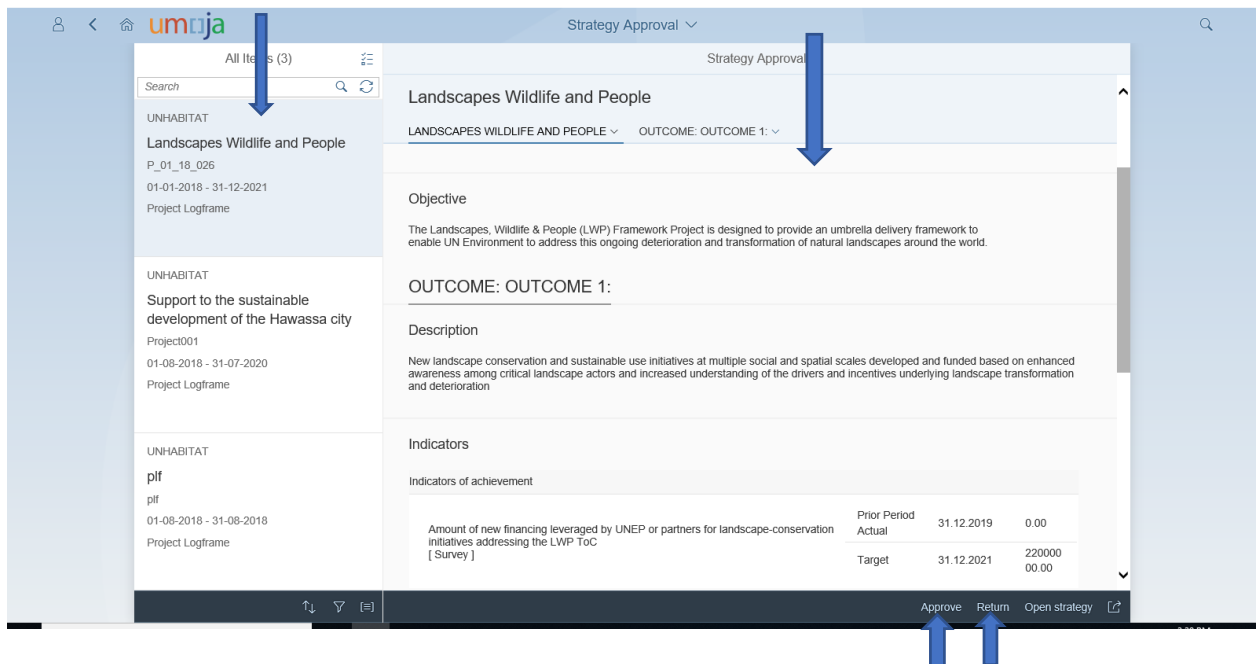 umoja
Strategy Approval
All Items (3)
Strategy Approval
Search
UNHABITAT
Landscapes Wildlife and People
P_01_18_026
01-01-2018 - 31-12-2021
Project Logframe
UNHABITAT
Support to the sustainable
development of the Hawassa city
Project001
01-08-2018 - 31-07-2020
Project Logframe
UNHABITAT
plf
plf
01-08-2018 - 31-08-2018
Project Logframe
Landscapes Wildlife and People
LANDSCAPES WILDLIFE AND PEOPLE OUTCOME: OUTCOME 1:
Objective
The Landscapes, Wildlife & People (LWP) Framework Project is designed to provide an umbrella delivery framework to
enable UN Environment to address this ongoing deterioration and transformation of natural landscapes around the world.
OUTCOME: OUTCOME 1:
Description
New landscape conservation and sustainable use initiatives at multiple social and spatial scales developed and funded based on enhanced
awareness among critical landscape actors and increased understanding of the drivers and incentives underlying landscape transformation
and deterioration
Indicators
Indicators of achievement
Amount of new financing leveraged by UNEP or partners for landscape-conservation
initiatives addressing the LWP ToC
[ Survey ]
Prior Period
Actual
31.12.2019
0.00
Target
31.12.2021
220000
00.00
Approve Return Open strategy